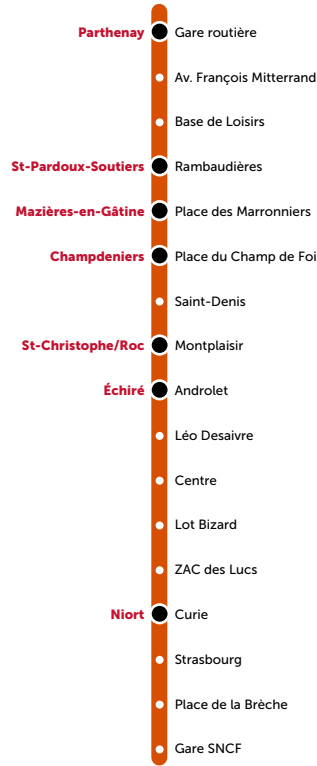 Parthenay Gare routière
Av. François Mitterrand
Base de Loisirs
St-Pardoux-Soutiers Rambaudières
Mazières-en-Gâtine Place des Marronniers
Champdeniers Place du Champ de Foi
Saint-Denis
St-Christophe/Roc Montplaisir
Échiré Androlet
Léo Desaivre
Centre
Lot Bizard
ZAC des Lucs
Niort Curie
Strasbourg
Place de la Brèche
Gare SNCF